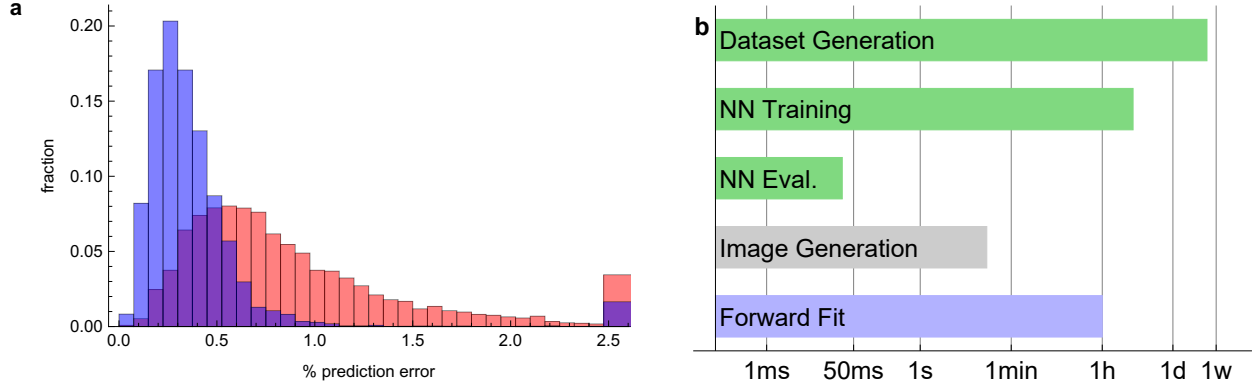 a
0.20
0.15
0.10
0.05
0.00
fraction
0.0 0.5 1.0 1.5 2.0 2.5
% prediction error
b
Dataset Generation
NN Training
NN Eval.
Image Generation
Forward Fit
1ms 50ms 1s 1min 1h 1d 1w